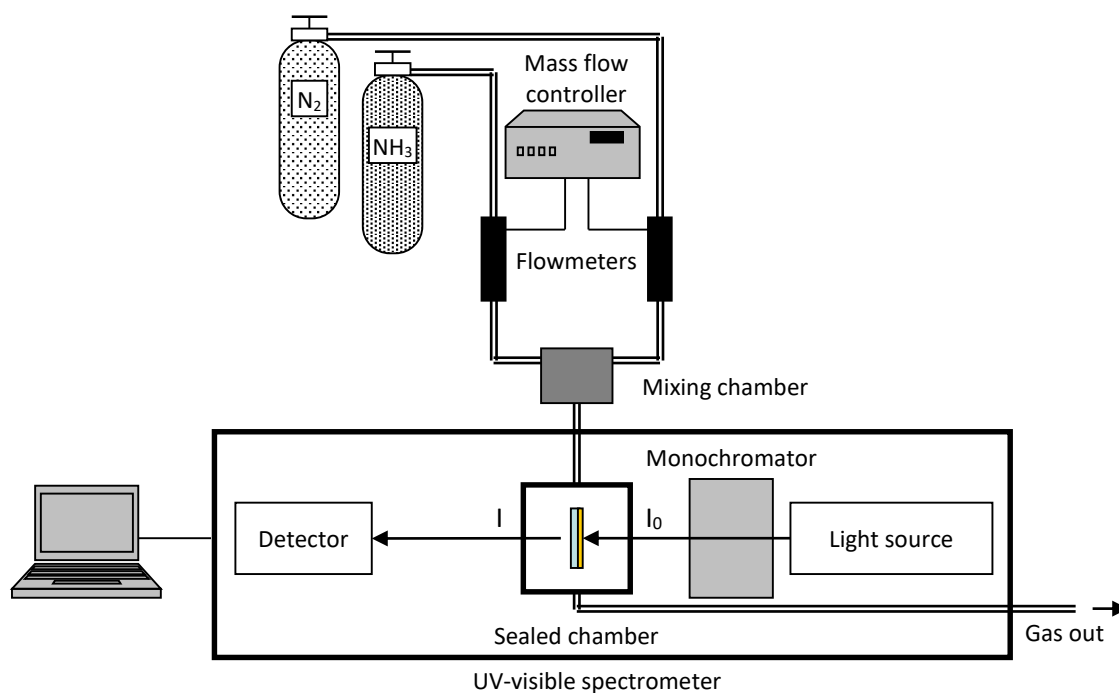 N₂
NH₃
Mass flow
controller
Flowmeters
Mixing chamber
Monochromator
I
I₀
Detector
Light source
Sealed chamber
Gas out
UV-visible spectrometer